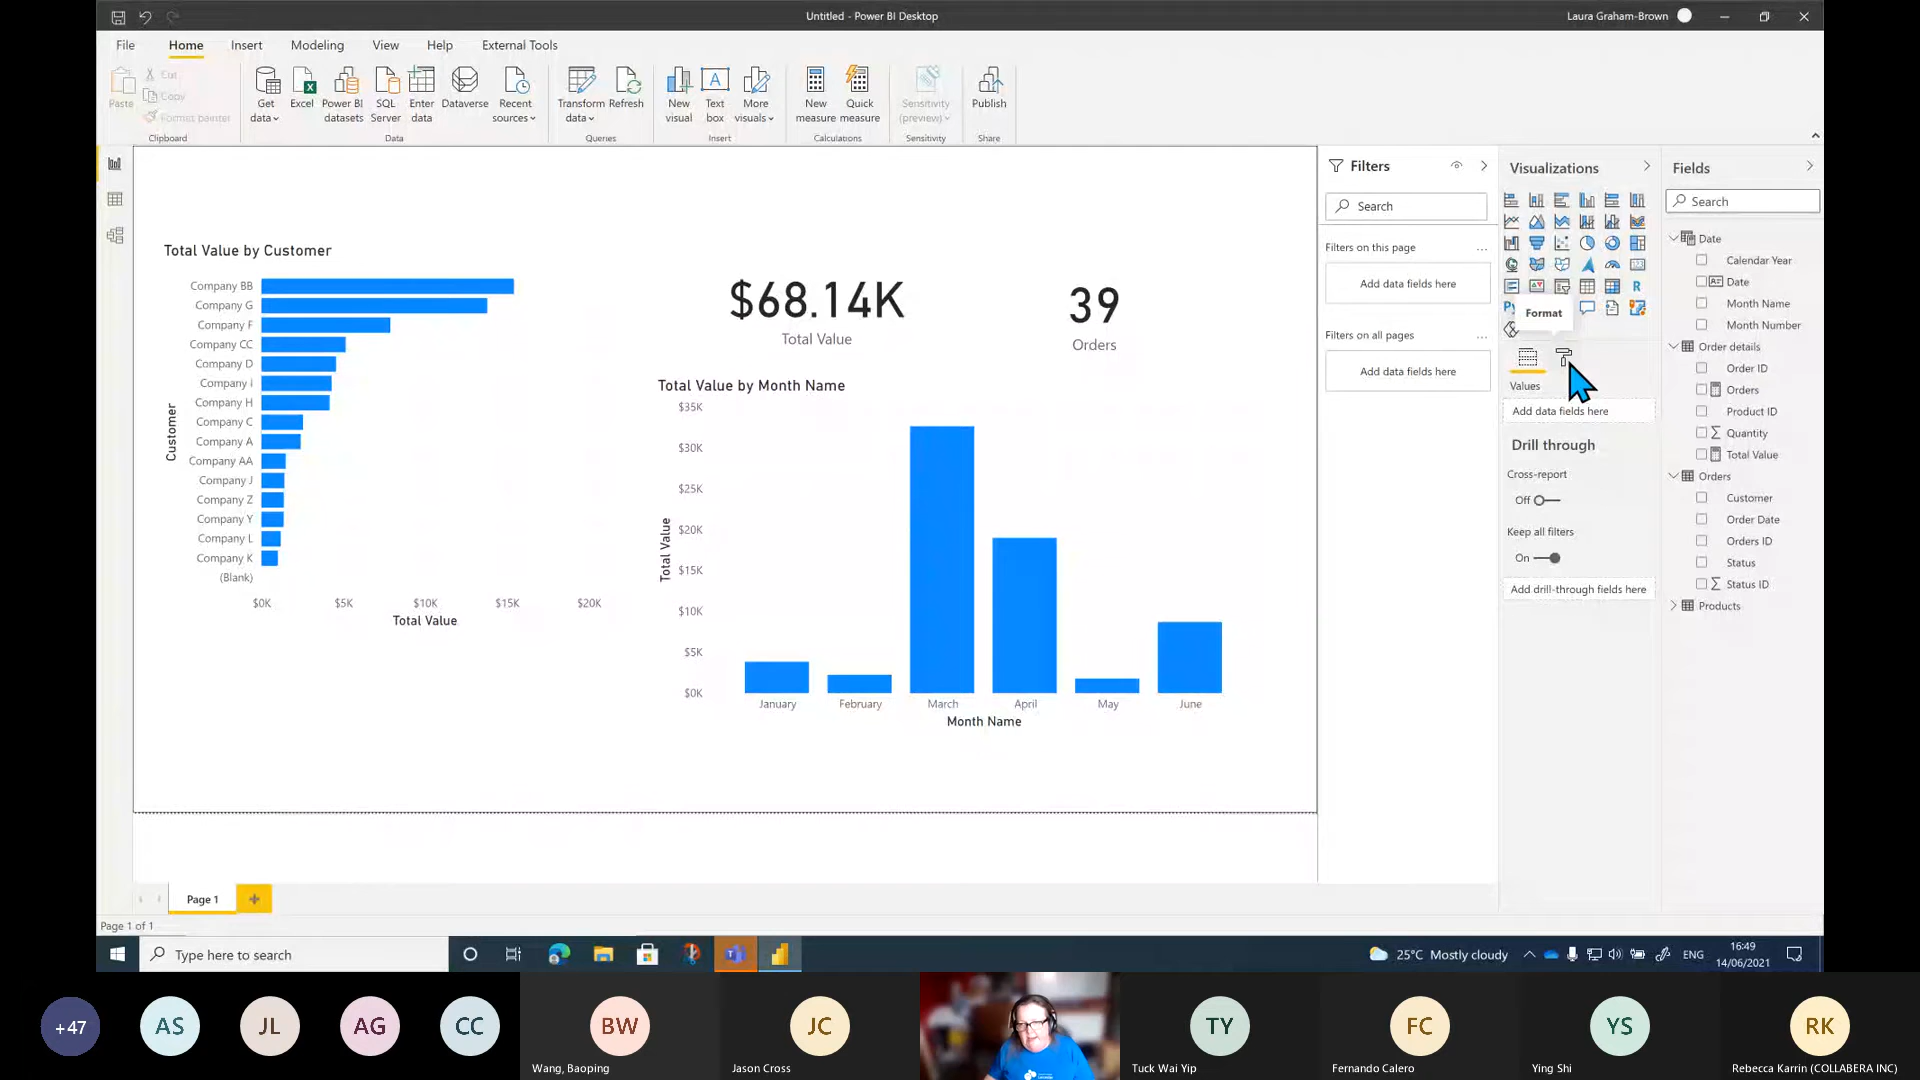 Untitled - Power BI Desktop
Laura Graham-Brown
File Home Insert Modeling View Help External Tools
Paste
Cut
Copy
Format painter
Clipboard
Get data
Excel
Power BI datasets
SQL Server
Enter data
Dataverse
Recent sources
Data
Transform data
Refresh
Queries
New visual
Text box
More visuals
Insert
New measure
Quick measure
Calculations
Sensitivity (preview)
Sensitivity
Publish
Share
Total Value by Customer
Customer
Company BB
Company G
Company F
Company CC
Company D
Company I
Company H
Company C
Company A
Company AA
Company J
Company Z
Company Y
Company L
Company K
(Blank)
$0K $5K $10K $15K $20K
Total Value
$68.14K
Total Value
39
Orders
Total Value by Month Name
Total Value
$35K
$30K
$25K
$20K
$15K
$10K
$5K
$0K
January February March April May June
Month Name
Filters
Search
Filters on this page ...
Add data fields here
Filters on all pages ...
Add data fields here
Visualizations
R
Py
Format
Values
Add data fields here
Drill through
Cross-report
Off
Keep all filters
On
Add drill-through fields here
Fields
Search
Date
Calendar Year
Date
Month Name
Month Number
Order details
Order ID
Orders
Product ID
Quantity
Total Value
Orders
Customer
Order Date
Orders ID
Status
Status ID
Products
Page 1
Page 1 of 1
Type here to search
25°C Mostly cloudy
ENG
16:49
14/06/2021
+47
AS
JL
AG
CC
BW
Wang, Baoping
JC
Jason Cross
TY
Tuck Wai Yip
FC
Fernando Calero
YS
Ying Shi
RK
Rebecca Karrin (COLLABERA INC)